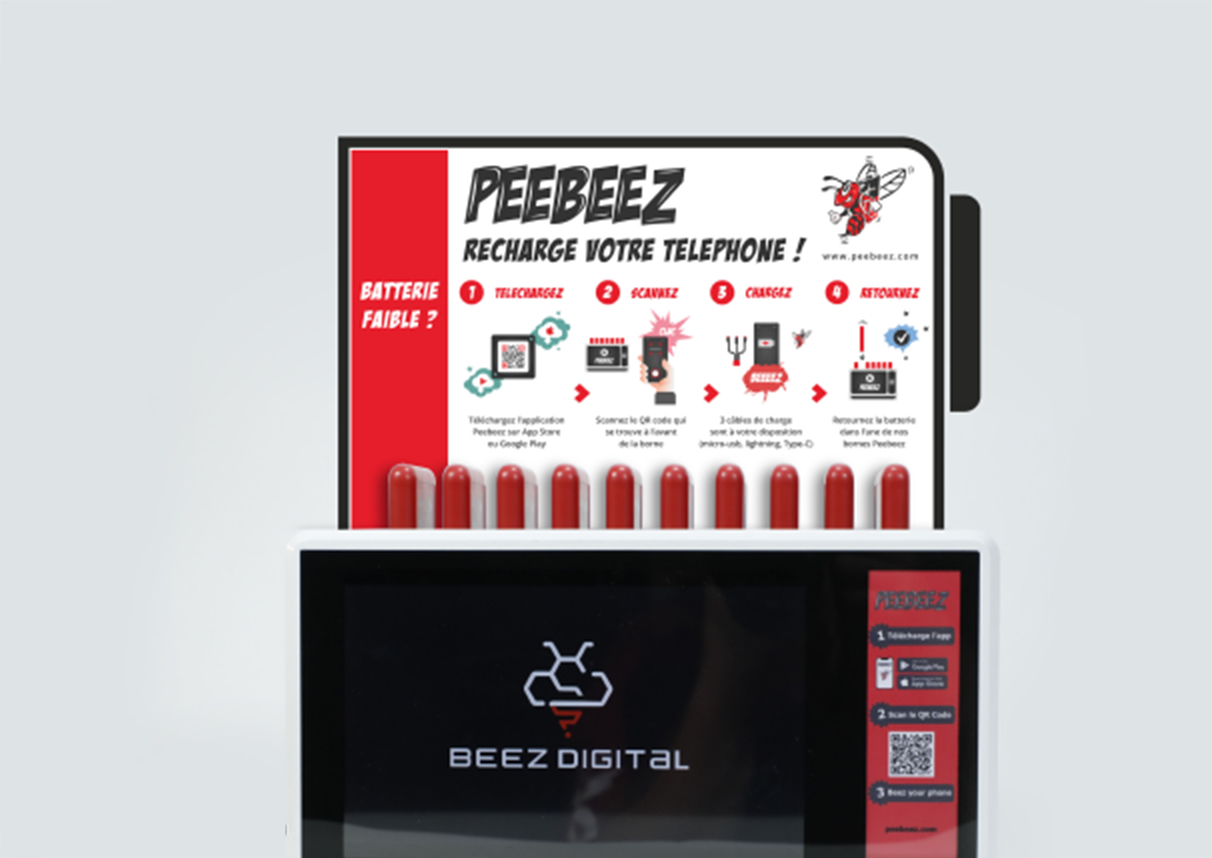 PEEBEEZ
RECHARGE VOTRE TELEPHONE !
www.peebeez.com
BATTERIE
FAIBLE ?
1 TELECHARGEZ
2 SCANNEZ
3 CHARGEZ
4 RETOURNEZ
CLIK
PEEBEEZ
BEEEZ
PEEBEEZ
Téléchargez l'application
Peebeez sur App Store
ou Google Play
Scannez le QR code qui
se trouve à l'avant
de la borne
3 câbles de charge
sont à votre disposition
(micro-usb, lightning, Type-C)
Retournez la batterie
dans l'une de nos
bornes Peebeez
BEEZ DIGITAL
PEEBEEZ
1 Télécharge l'app
Google Play
App Store
2 Scan le QR Code
3 Beez your phone
peebeez.com